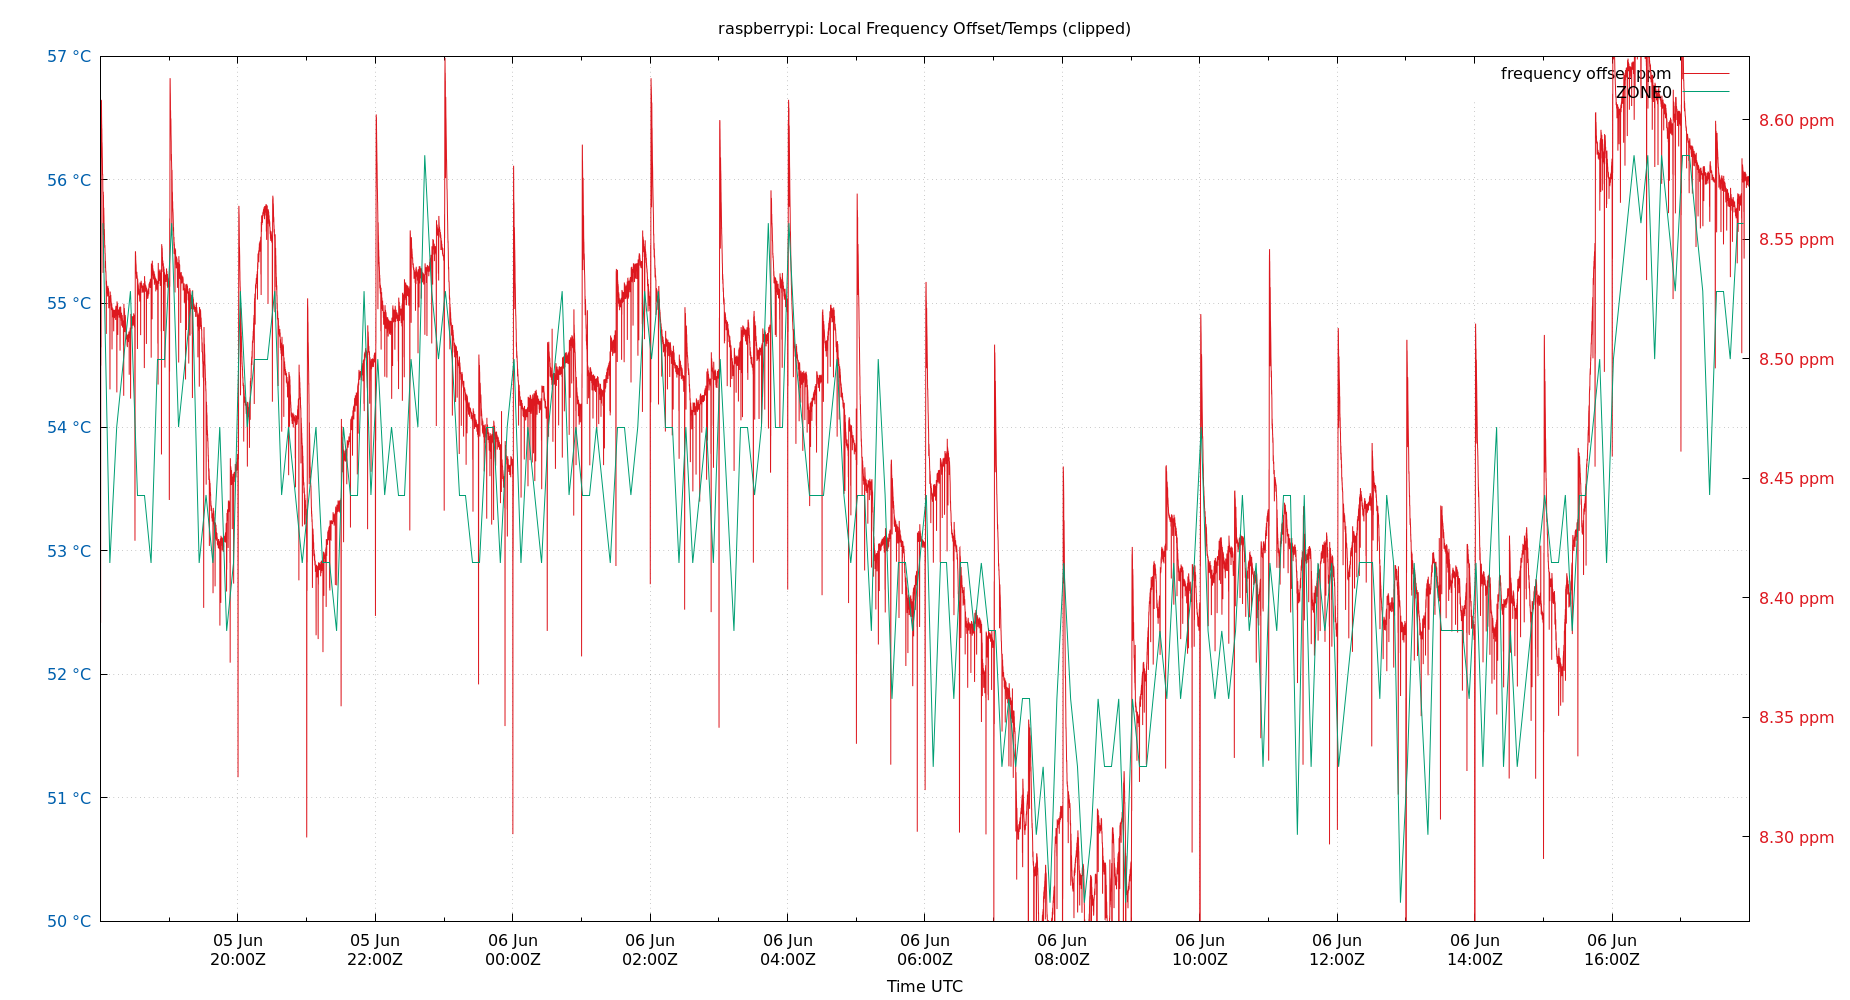 raspberrypi: Local Frequency Offset/Temps (clipped)
57 °C
56 °C
55 °C
54 °C
53 °C
52 °C
51 °C
50 °C
frequency offset ppm
ZONE0
8.60 ppm
8.55 ppm
8.50 ppm
8.45 ppm
8.40 ppm
8.35 ppm
8.30 ppm
05 Jun
20:00Z
05 Jun
22:00Z
06 Jun
00:00Z
06 Jun
02:00Z
06 Jun
04:00Z
06 Jun
06:00Z
06 Jun
08:00Z
06 Jun
10:00Z
06 Jun
12:00Z
06 Jun
14:00Z
06 Jun
16:00Z
Time UTC